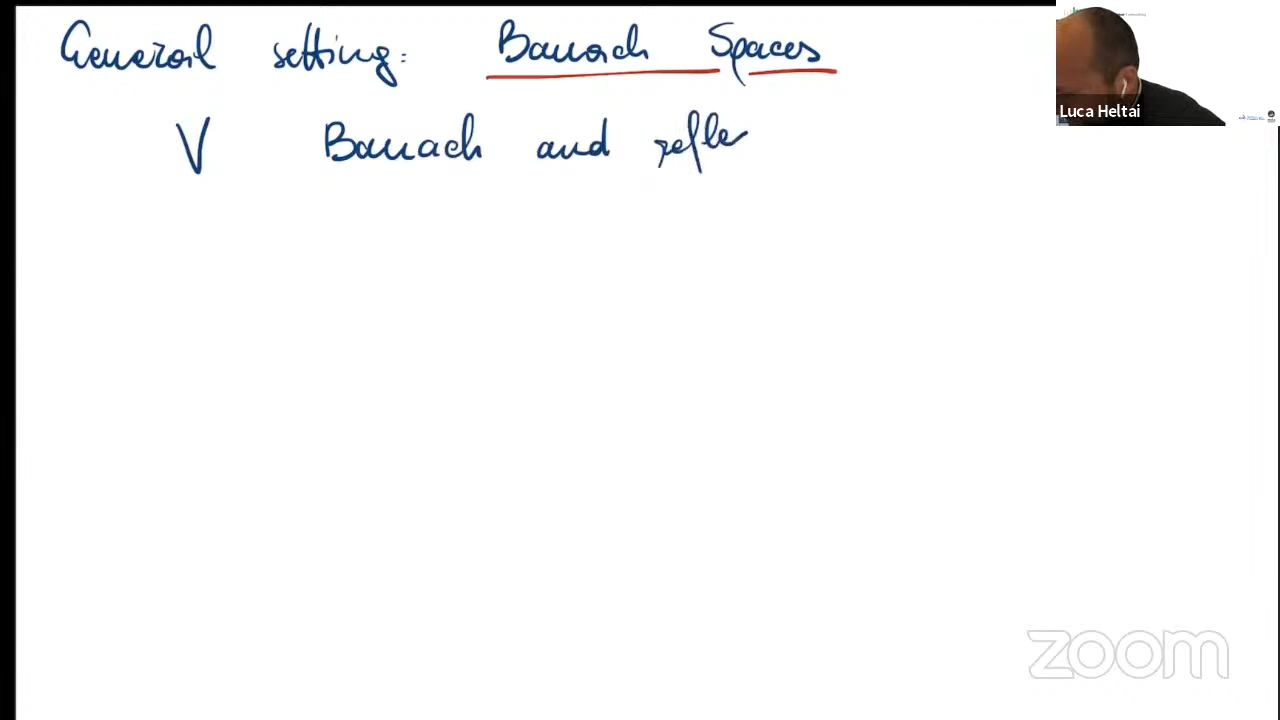 General setting: Banach Spaces
V Banach and refle
Luca Heltai
zoom